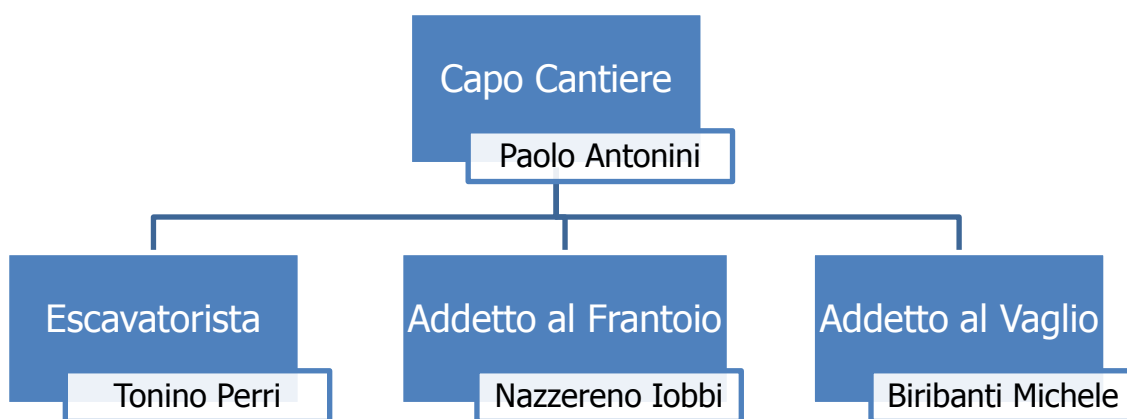 Capo Cantiere
Paolo Antonini
Escavatorista
Tonino Perri
Addetto al Frantoio
Nazzereno Iobbi
Addetto al Vaglio
Biribanti Michele